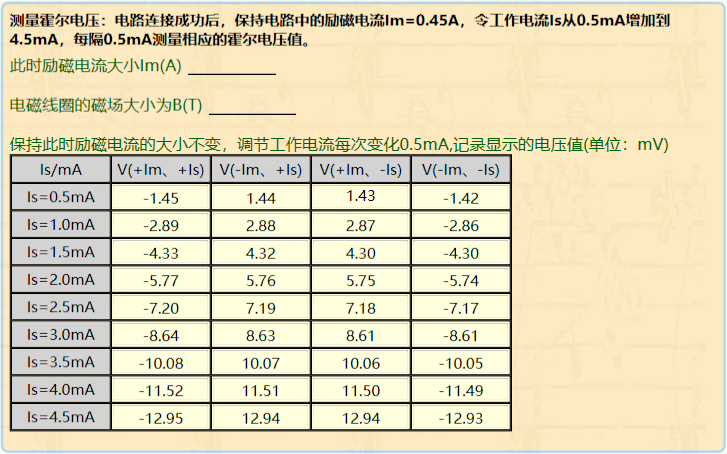 测量霍尔电压：电路连接成功后，保持电路中的励磁电流Im=0.45A，令工作电流Is从0.5mA增加到
4.5mA，每隔0.5mA测量相应的霍尔电压值。
此时励磁电流大小Im(A)
电磁线圈的磁场大小为B(T)
保持此时励磁电流的大小不变，调节工作电流每次变化0.5mA,记录显示的电压值(单位：mV)
Is/mA V(+Im、+Is) V(-Im、+Is) V(+Im、-Is) V(-Im、-Is)
Is=0.5mA -1.45 1.44 1.43 -1.42
Is=1.0mA -2.89 2.88 2.87 -2.86
Is=1.5mA -4.33 4.32 4.30 -4.30
Is=2.0mA -5.77 5.76 5.75 -5.74
Is=2.5mA -7.20 7.19 7.18 -7.17
Is=3.0mA -8.64 8.63 8.61 -8.61
Is=3.5mA -10.08 10.07 10.06 -10.05
Is=4.0mA -11.52 11.51 11.50 -11.49
Is=4.5mA -12.95 12.94 12.94 -12.93